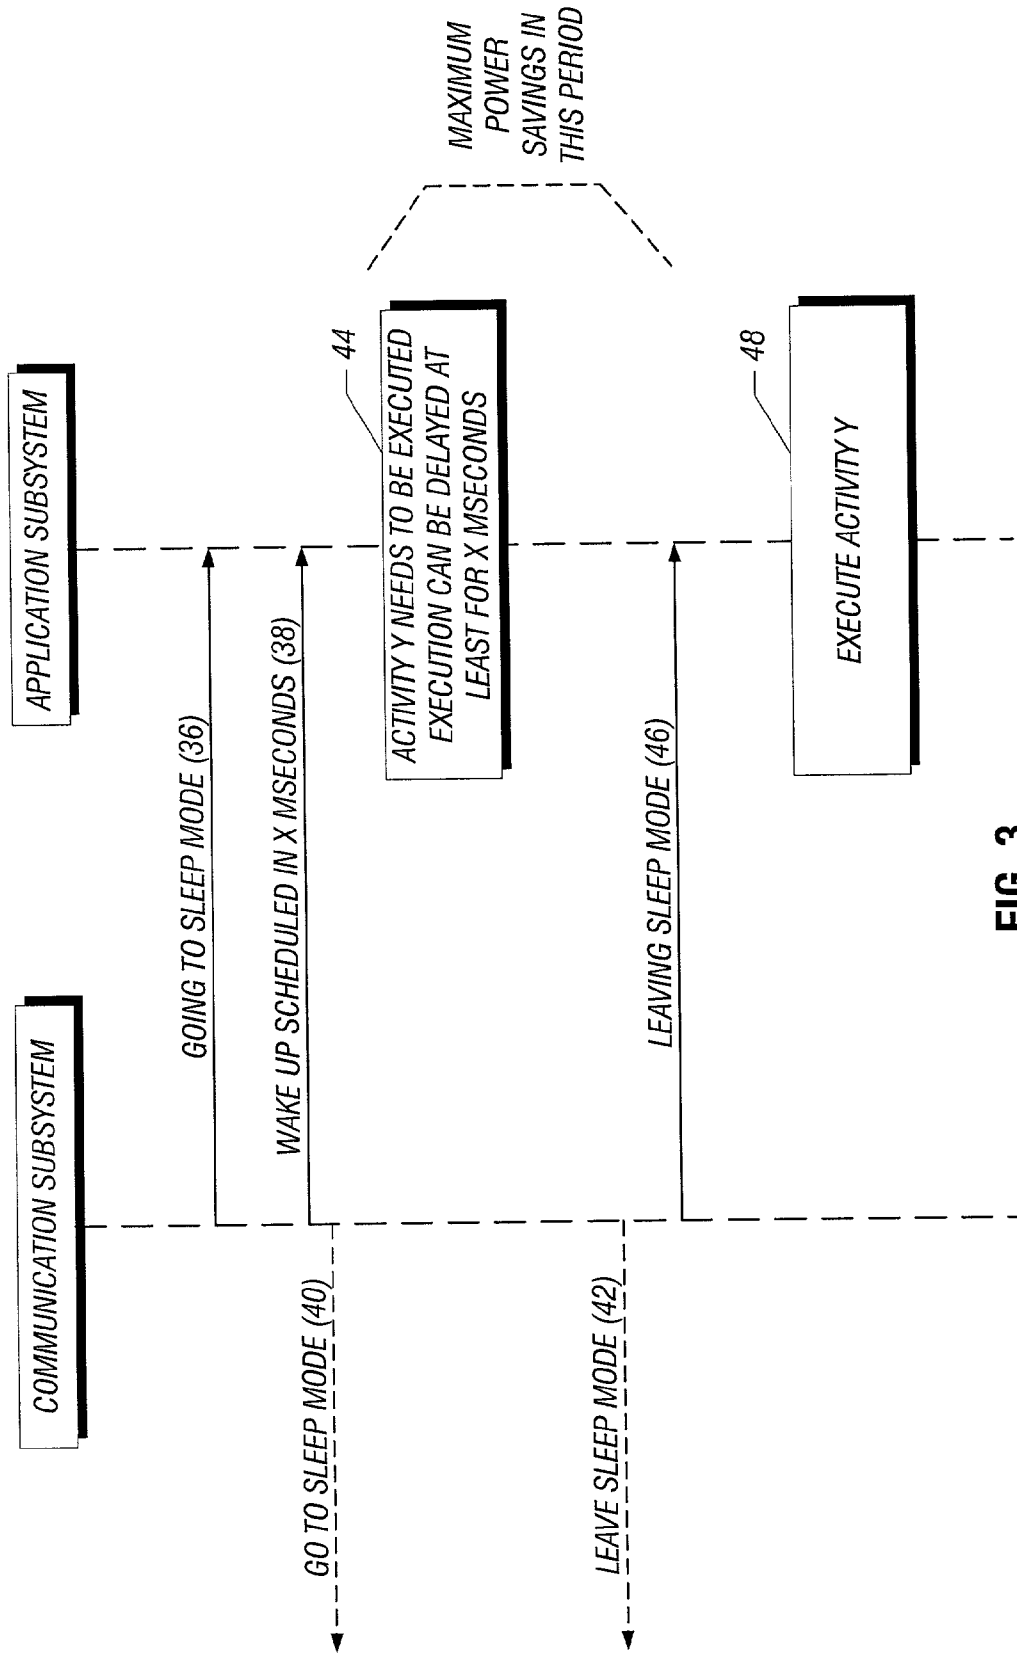 COMMUNICATION SUBSYSTEM
APPLICATION SUBSYSTEM
GOING TO SLEEP MODE (36)
WAKE UP SCHEDULED IN X MSECONDS (38)
GO TO SLEEP MODE (40)
44
ACTIVITY Y NEEDS TO BE EXECUTED
EXECUTION CAN BE DELAYED AT
LEAST FOR X MSECONDS
MAXIMUM
POWER
SAVINGS IN
THIS PERIOD
LEAVE SLEEP MODE (42)
LEAVING SLEEP MODE (46)
48
EXECUTE ACTIVITY Y
FIG. 3